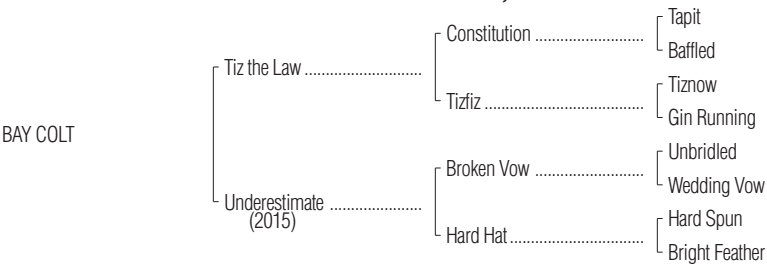 Tapit
Constitution ..........................
Baffled
Tiz the Law ............................
Tiznow
Tizfiz ......................................
Gin Running
BAY COLT
Unbridled
Broken Vow ..........................
Wedding Vow
Underestimate ......................
(2015)
Hard Spun
Hard Hat ................................
Bright Feather